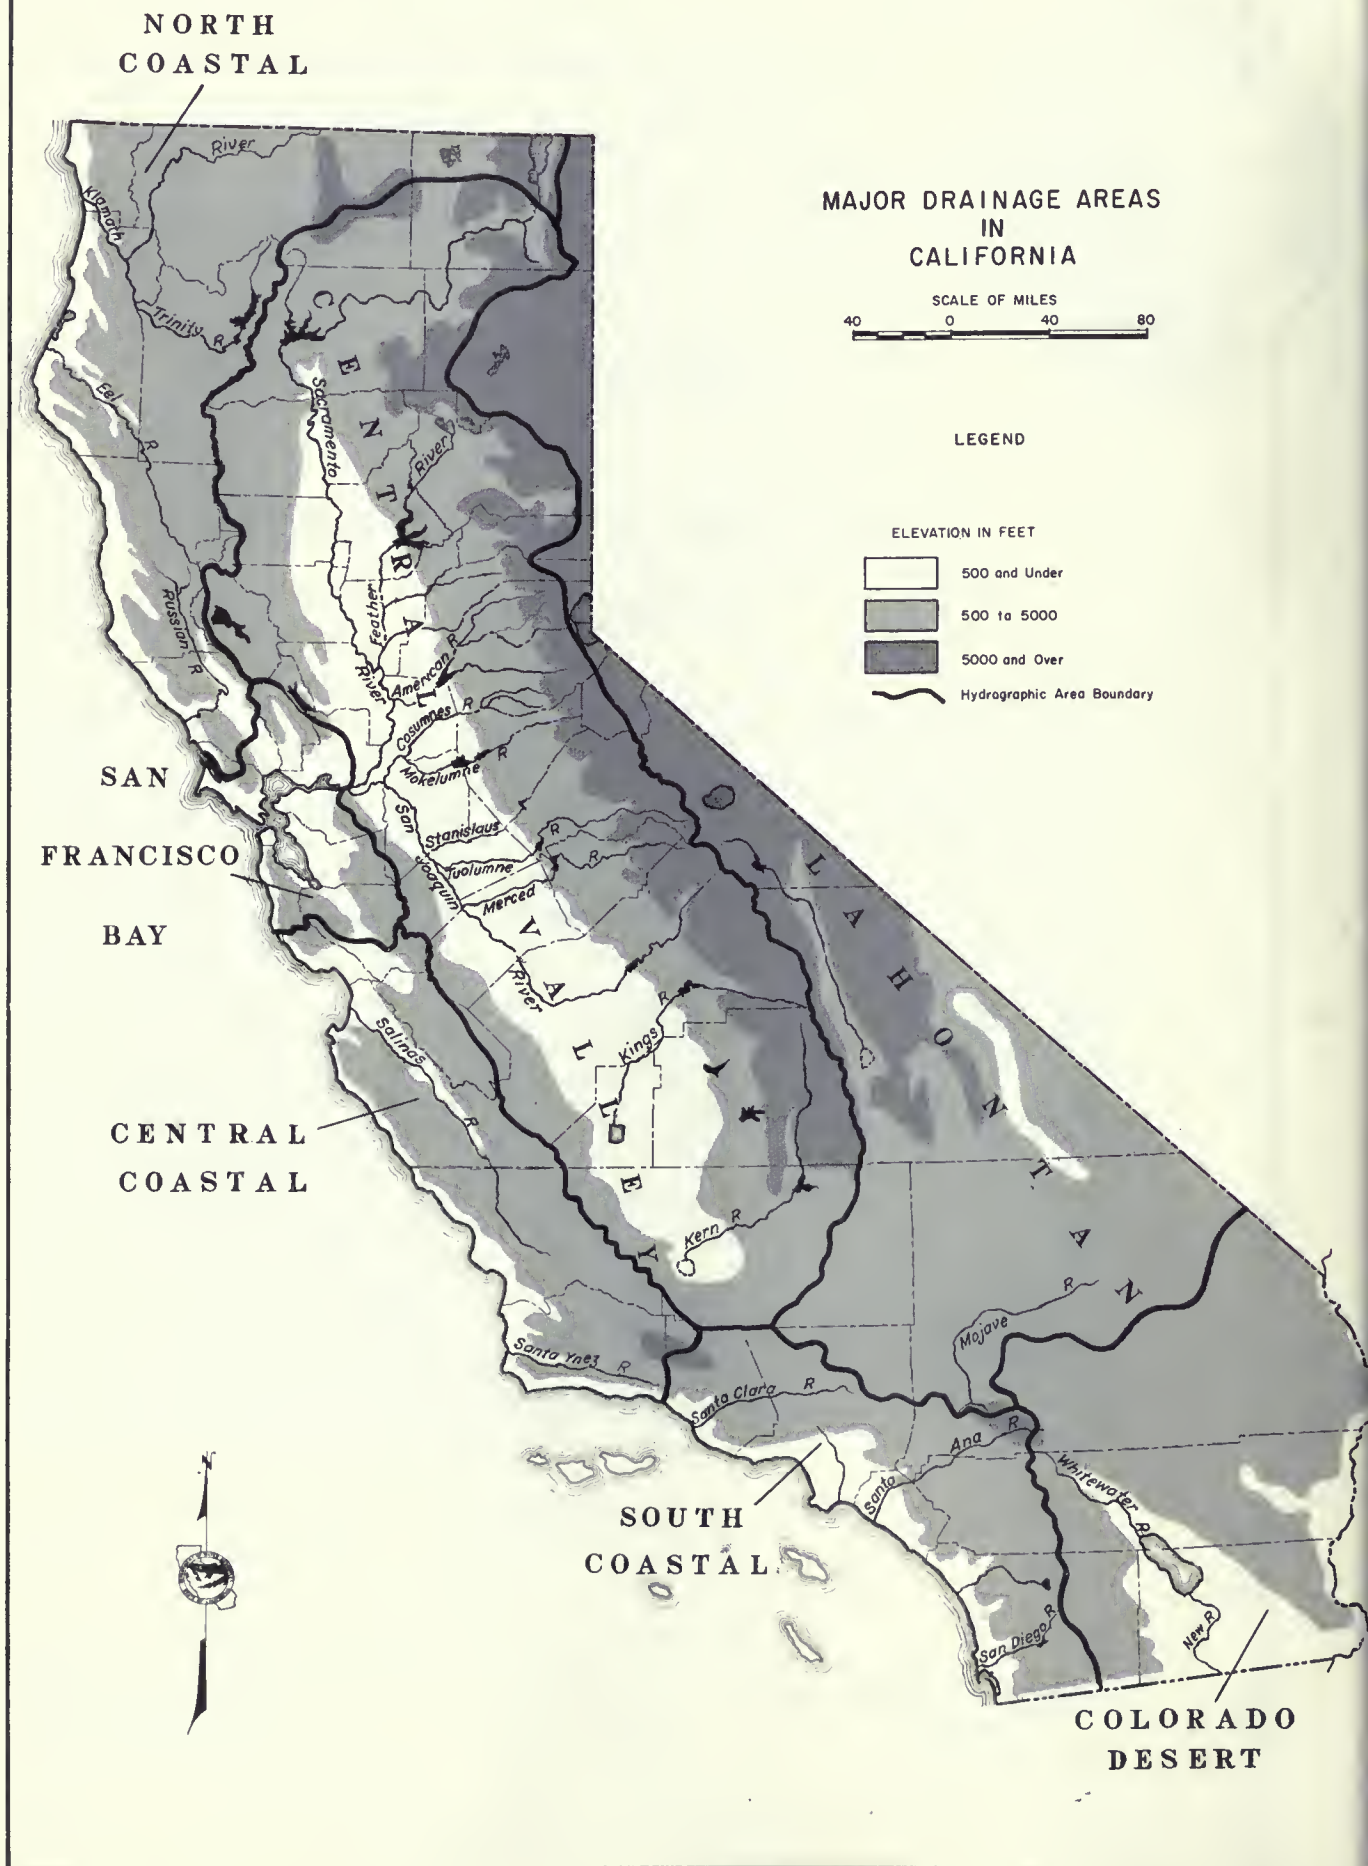 NORTH
COASTAL
MAJOR DRAINAGE AREAS
IN
CALIFORNIA
SCALE OF MILES
40 0 40 80
LEGEND
ELEVATION IN FEET
500 and Under
500 to 5000
5000 and Over
Hydrographic Area Boundary
River
Klamath
Trinity R
Eel R
Russian R
CENTRAL VALLEY
Sacramento River
Feather River
American R
Cosumnes R
Mokelumne R
San Joaquin River
Stanislaus R
Tuolumne R
Merced
Kings R
Kern R
LAHONTAN
SAN
FRANCISCO
BAY
Salinas R
CENTRAL
COASTAL
Santa Ynez R
Santa Clara R
Mojave R
Santa Ana R
Whitewater R
New R
San Diego R
SOUTH
COASTAL
COLORADO
DESERT
N